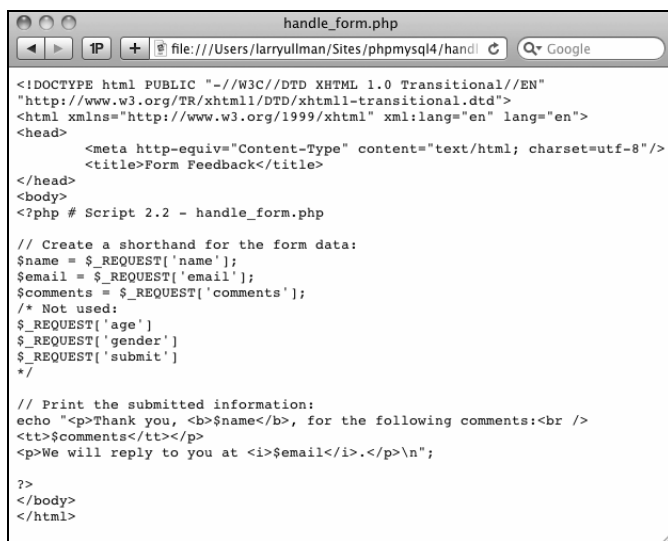 handle_form.php
1P + file:///Users/larryullman/Sites/phpmysql4/handl Google
<!DOCTYPE html PUBLIC "-//W3C//DTD XHTML 1.0 Transitional//EN"
"http://www.w3.org/TR/xhtml1/DTD/xhtml1-transitional.dtd">
<html xmlns="http://www.w3.org/1999/xhtml" xml:lang="en" lang="en">
<head>
        <meta http-equiv="Content-Type" content="text/html; charset=utf-8"/>
        <title>Form Feedback</title>
</head>
<body>
<?php # Script 2.2 - handle_form.php

// Create a shorthand for the form data:
$name = $_REQUEST['name'];
$email = $_REQUEST['email'];
$comments = $_REQUEST['comments'];
/* Not used:
$_REQUEST['age']
$_REQUEST['gender']
$_REQUEST['submit']
*/

// Print the submitted information:
echo "<p>Thank you, <b>$name</b>, for the following comments:<br />
<tt>$comments</tt></p>
<p>We will reply to you at <i>$email</i>.</p>\n";

?>
</body>
</html>